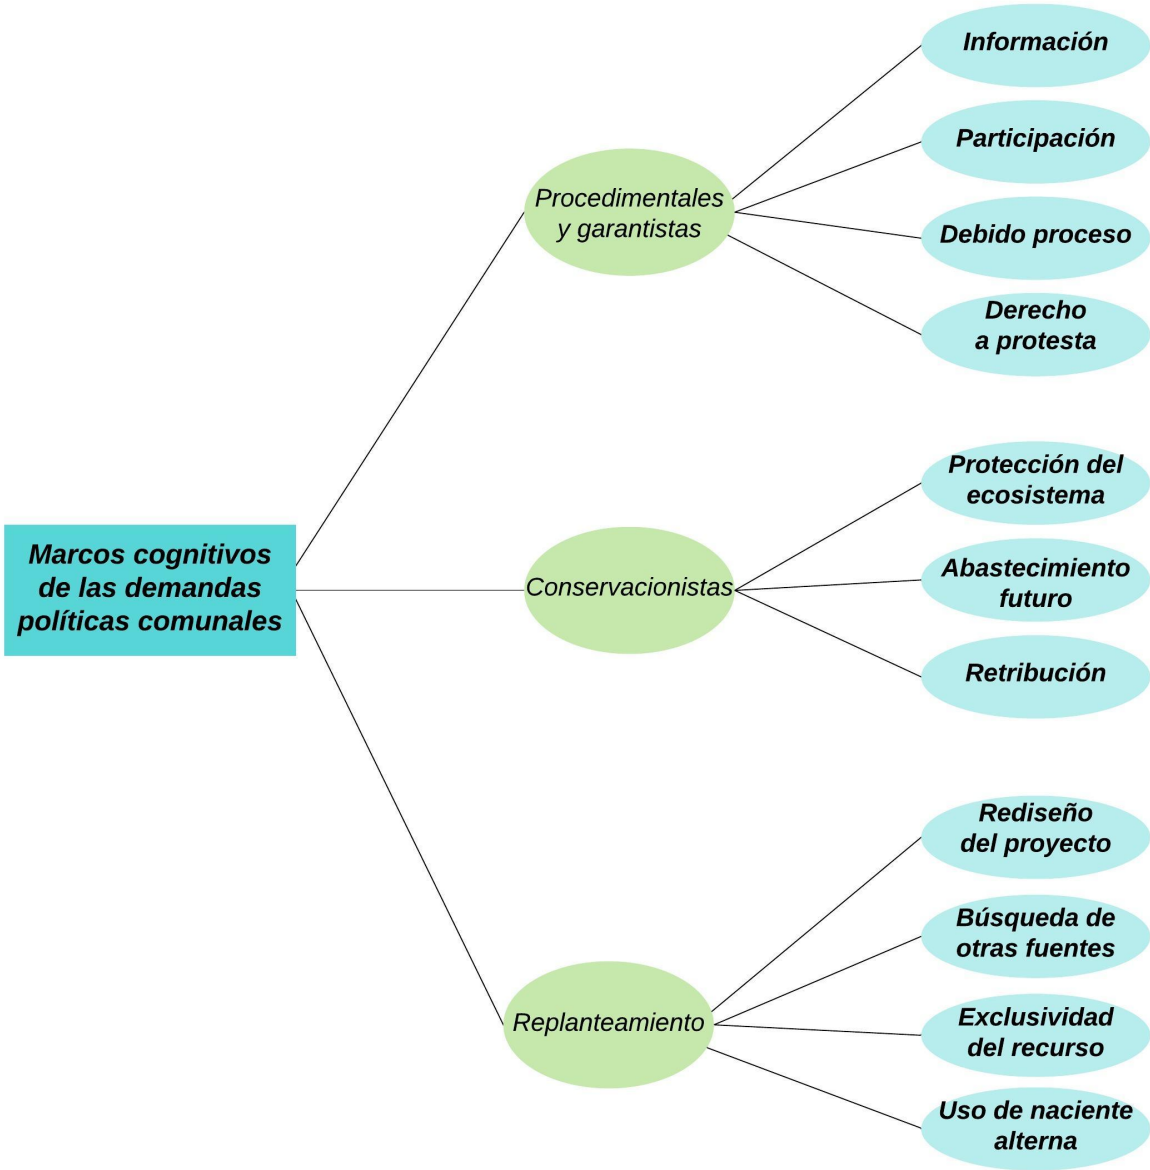 Información
Participación
Procedimentales
y garantistas
Debido proceso
Derecho
a protesta
Marcos cognitivos
de las demandas
políticas comunales
Conservacionistas
Protección del
ecosistema
Abastecimiento
futuro
Retribución
Replanteamiento
Rediseño
del proyecto
Búsqueda de
otras fuentes
Exclusividad
del recurso
Uso de naciente
alterna